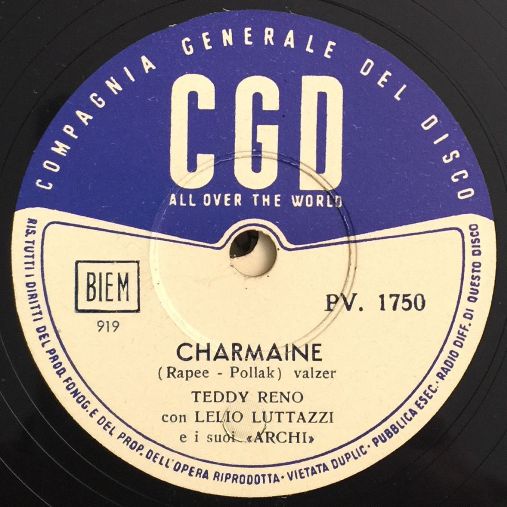 COMPAGNIA GENERALE DEL DISCO
CGD
ALL OVER THE WORLD
BIEM
919
PV. 1750
CHARMAINE
(Rapee - Pollak) valzer
TEDDY RENO
con LELIO LUTTAZZI
e i suoi «ARCHI»
RIS. TUTTI I DIRITTI DEL PROD. FONOG. E DEL PROP. DELL'OPERA RIPRODOTTA - VIETATA DUPLIC. - PUBBLICA ESEC. - RADIO DIFF. DI QUESTO DISCO